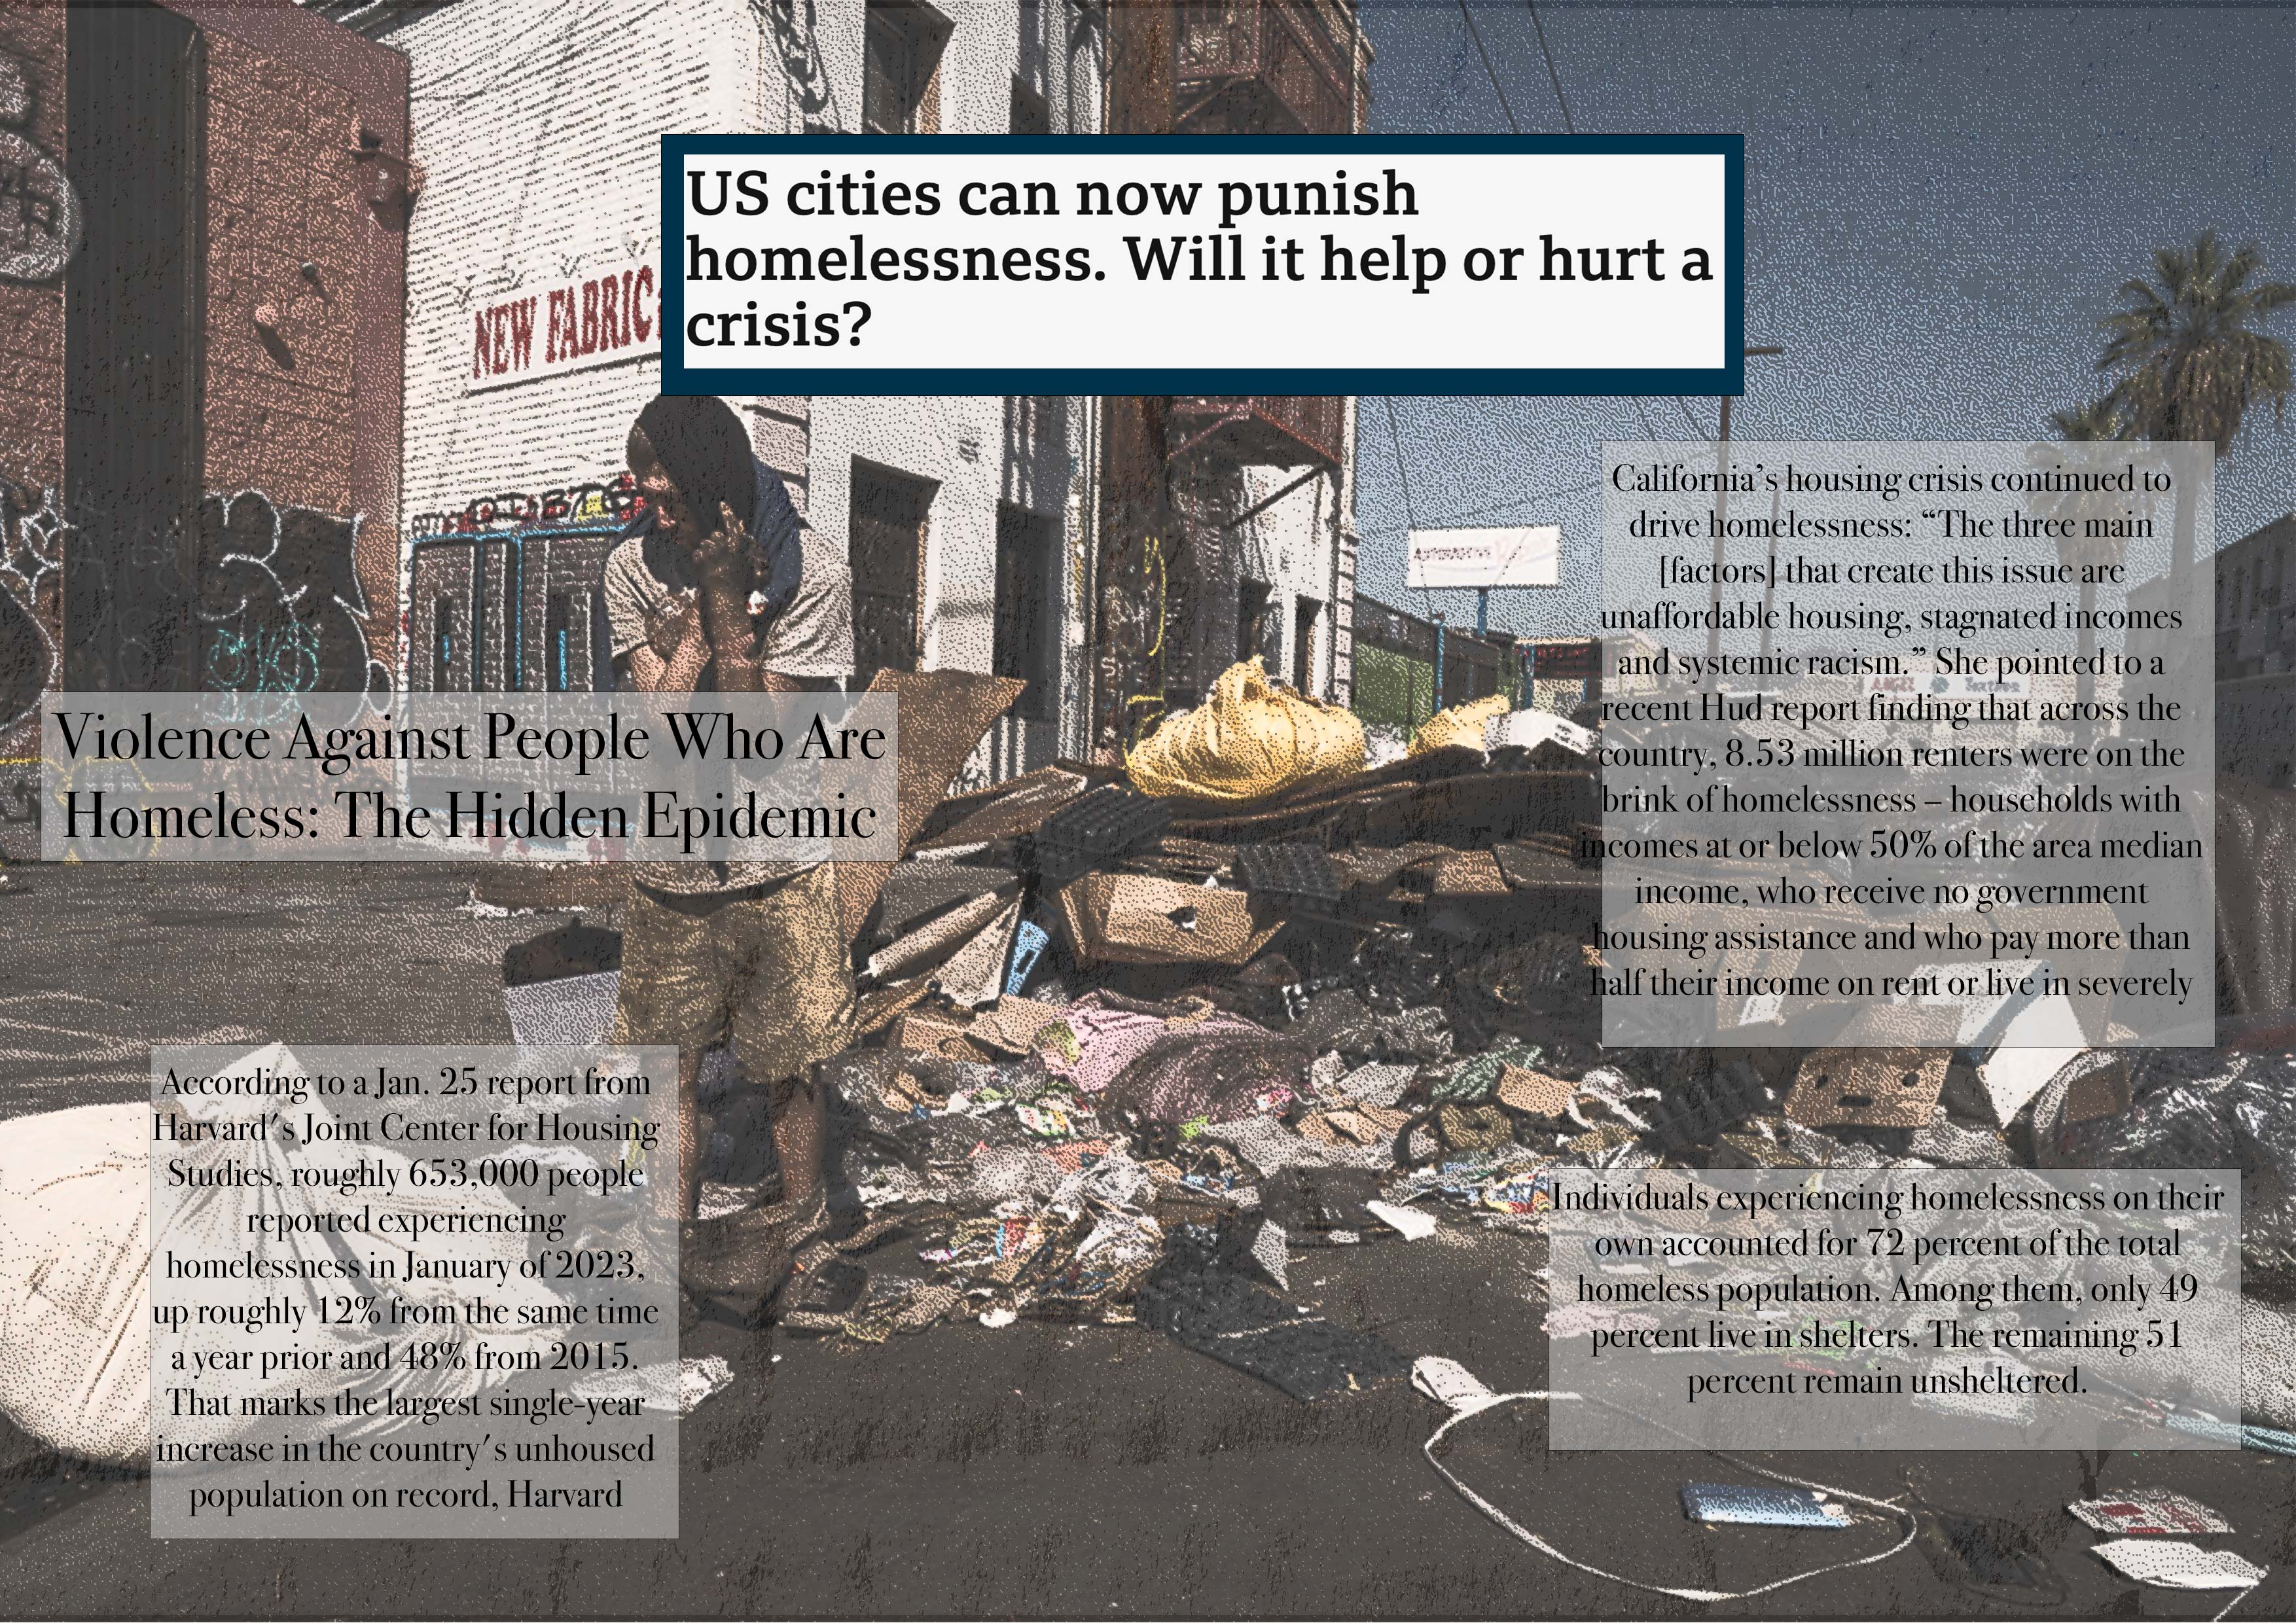 US cities can now punish
homelessness. Will it help or hurt a
crisis?
NEW FABRIC
California’s housing crisis continued to
drive homelessness: “The three main
[factors] that create this issue are
unaffordable housing, stagnated incomes
and systemic racism.” She pointed to a
recent Hud report finding that across the
country, 8.53 million renters were on the
brink of homelessness – households with
incomes at or below 50% of the area median
income, who receive no government
housing assistance and who pay more than
half their income on rent or live in severely
Violence Against People Who Are
Homeless: The Hidden Epidemic
According to a Jan. 25 report from
Harvard's Joint Center for Housing
Studies, roughly 653,000 people
reported experiencing
homelessness in January of 2023,
up roughly 12% from the same time
a year prior and 48% from 2015.
That marks the largest single-year
increase in the country's unhoused
population on record, Harvard
Individuals experiencing homelessness on their
own accounted for 72 percent of the total
homeless population. Among them, only 49
percent live in shelters. The remaining 51
percent remain unsheltered.